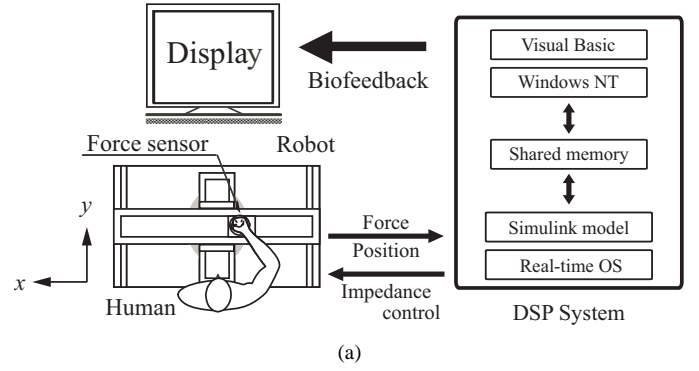 Display
Biofeedback
Force sensor
Robot
y
x
Human
Force
Position
Impedance
control
Visual Basic
Windows NT
Shared memory
Simulink model
Real-time OS
DSP System
(a)